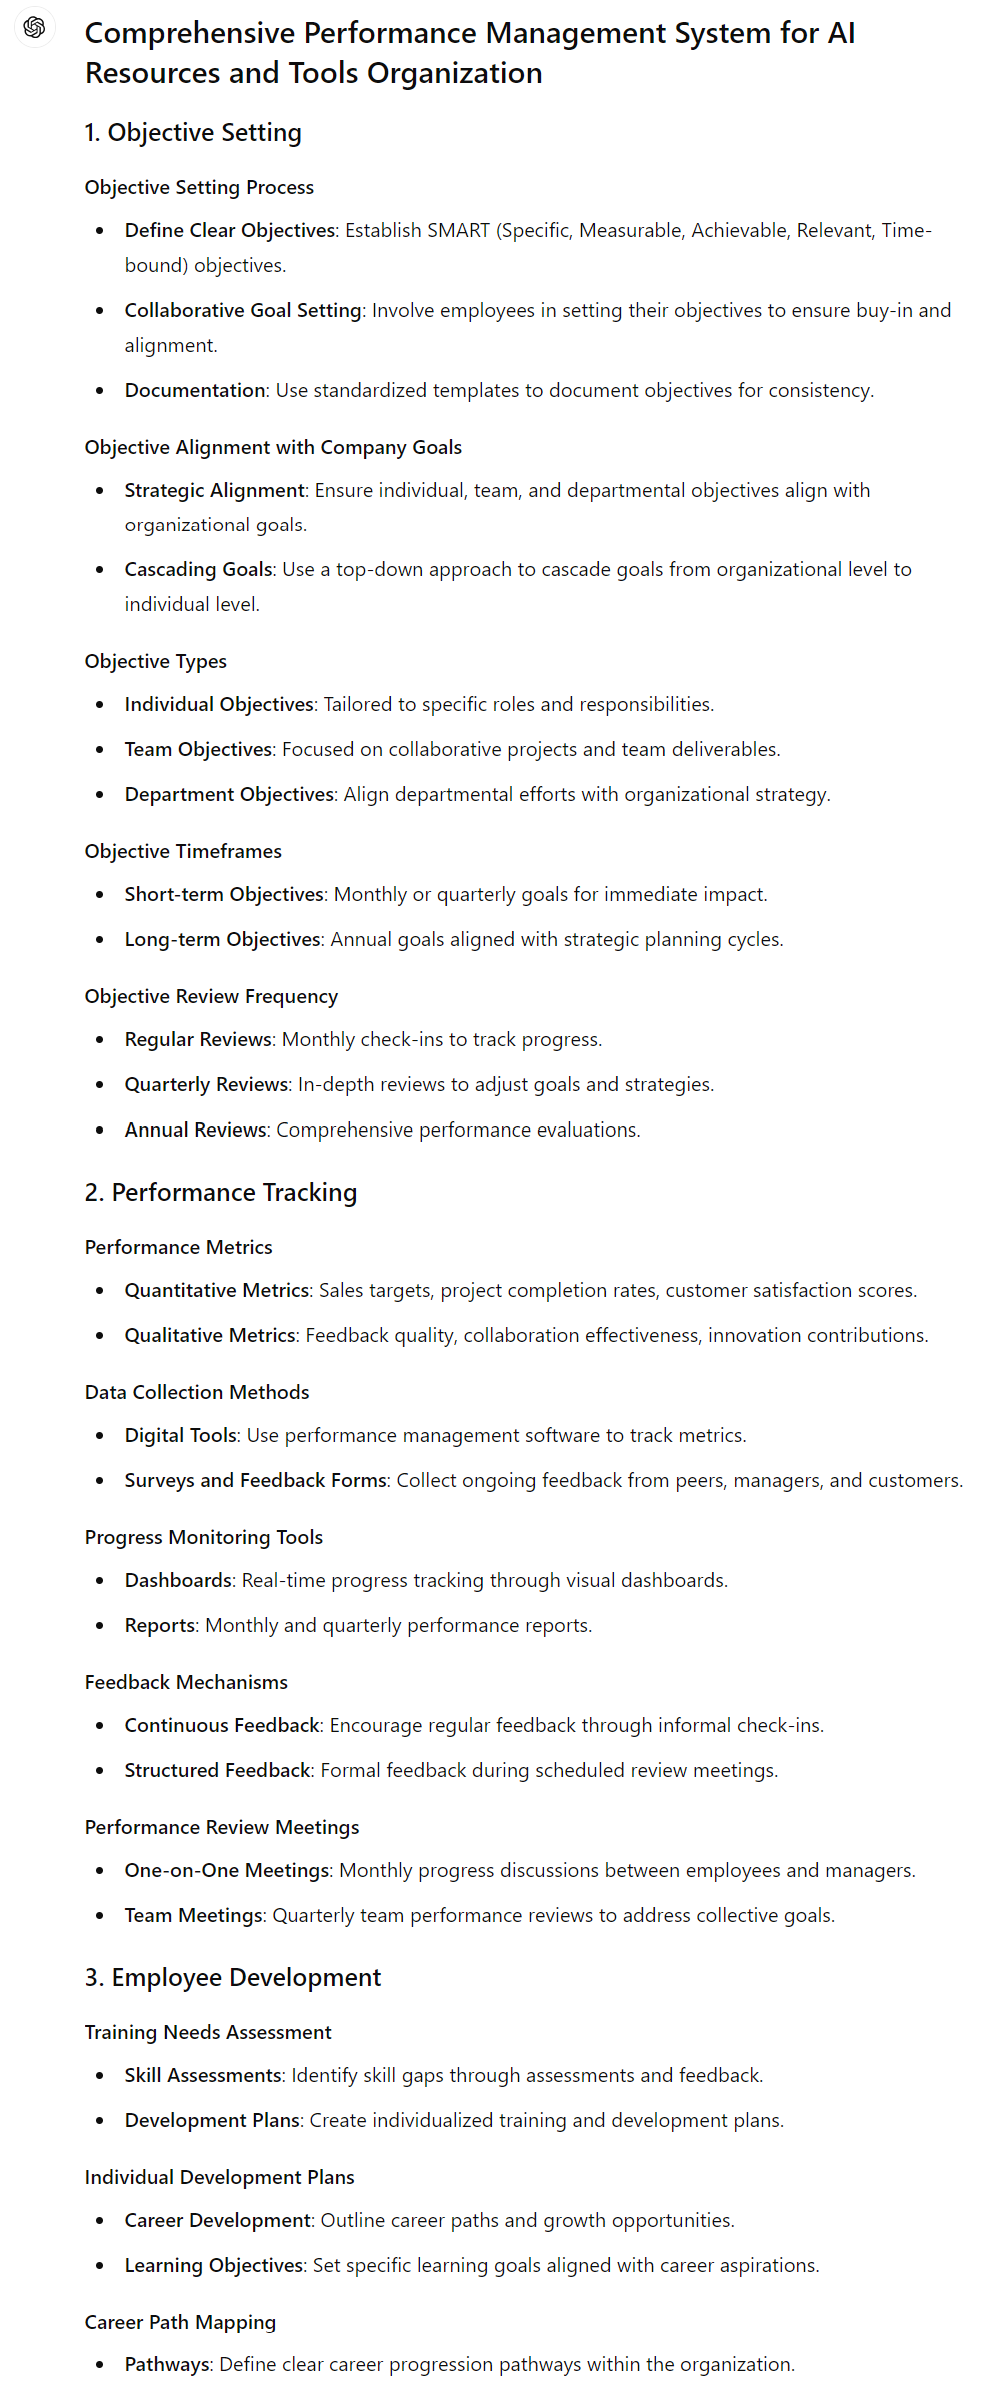 Comprehensive Performance Management System for AI
Resources and Tools Organization
1. Objective Setting
Objective Setting Process
• Define Clear Objectives: Establish SMART (Specific, Measurable, Achievable, Relevant, Time-
bound) objectives.
• Collaborative Goal Setting: Involve employees in setting their objectives to ensure buy-in and
alignment.
• Documentation: Use standardized templates to document objectives for consistency.
Objective Alignment with Company Goals
• Strategic Alignment: Ensure individual, team, and departmental objectives align with
organizational goals.
• Cascading Goals: Use a top-down approach to cascade goals from organizational level to
individual level.
Objective Types
• Individual Objectives: Tailored to specific roles and responsibilities.
• Team Objectives: Focused on collaborative projects and team deliverables.
• Department Objectives: Align departmental efforts with organizational strategy.
Objective Timeframes
• Short-term Objectives: Monthly or quarterly goals for immediate impact.
• Long-term Objectives: Annual goals aligned with strategic planning cycles.
Objective Review Frequency
• Regular Reviews: Monthly check-ins to track progress.
• Quarterly Reviews: In-depth reviews to adjust goals and strategies.
• Annual Reviews: Comprehensive performance evaluations.
2. Performance Tracking
Performance Metrics
• Quantitative Metrics: Sales targets, project completion rates, customer satisfaction scores.
• Qualitative Metrics: Feedback quality, collaboration effectiveness, innovation contributions.
Data Collection Methods
• Digital Tools: Use performance management software to track metrics.
• Surveys and Feedback Forms: Collect ongoing feedback from peers, managers, and customers.
Progress Monitoring Tools
• Dashboards: Real-time progress tracking through visual dashboards.
• Reports: Monthly and quarterly performance reports.
Feedback Mechanisms
• Continuous Feedback: Encourage regular feedback through informal check-ins.
• Structured Feedback: Formal feedback during scheduled review meetings.
Performance Review Meetings
• One-on-One Meetings: Monthly progress discussions between employees and managers.
• Team Meetings: Quarterly team performance reviews to address collective goals.
3. Employee Development
Training Needs Assessment
• Skill Assessments: Identify skill gaps through assessments and feedback.
• Development Plans: Create individualized training and development plans.
Individual Development Plans
• Career Development: Outline career paths and growth opportunities.
• Learning Objectives: Set specific learning goals aligned with career aspirations.
Career Path Mapping
• Pathways: Define clear career progression pathways within the organization.